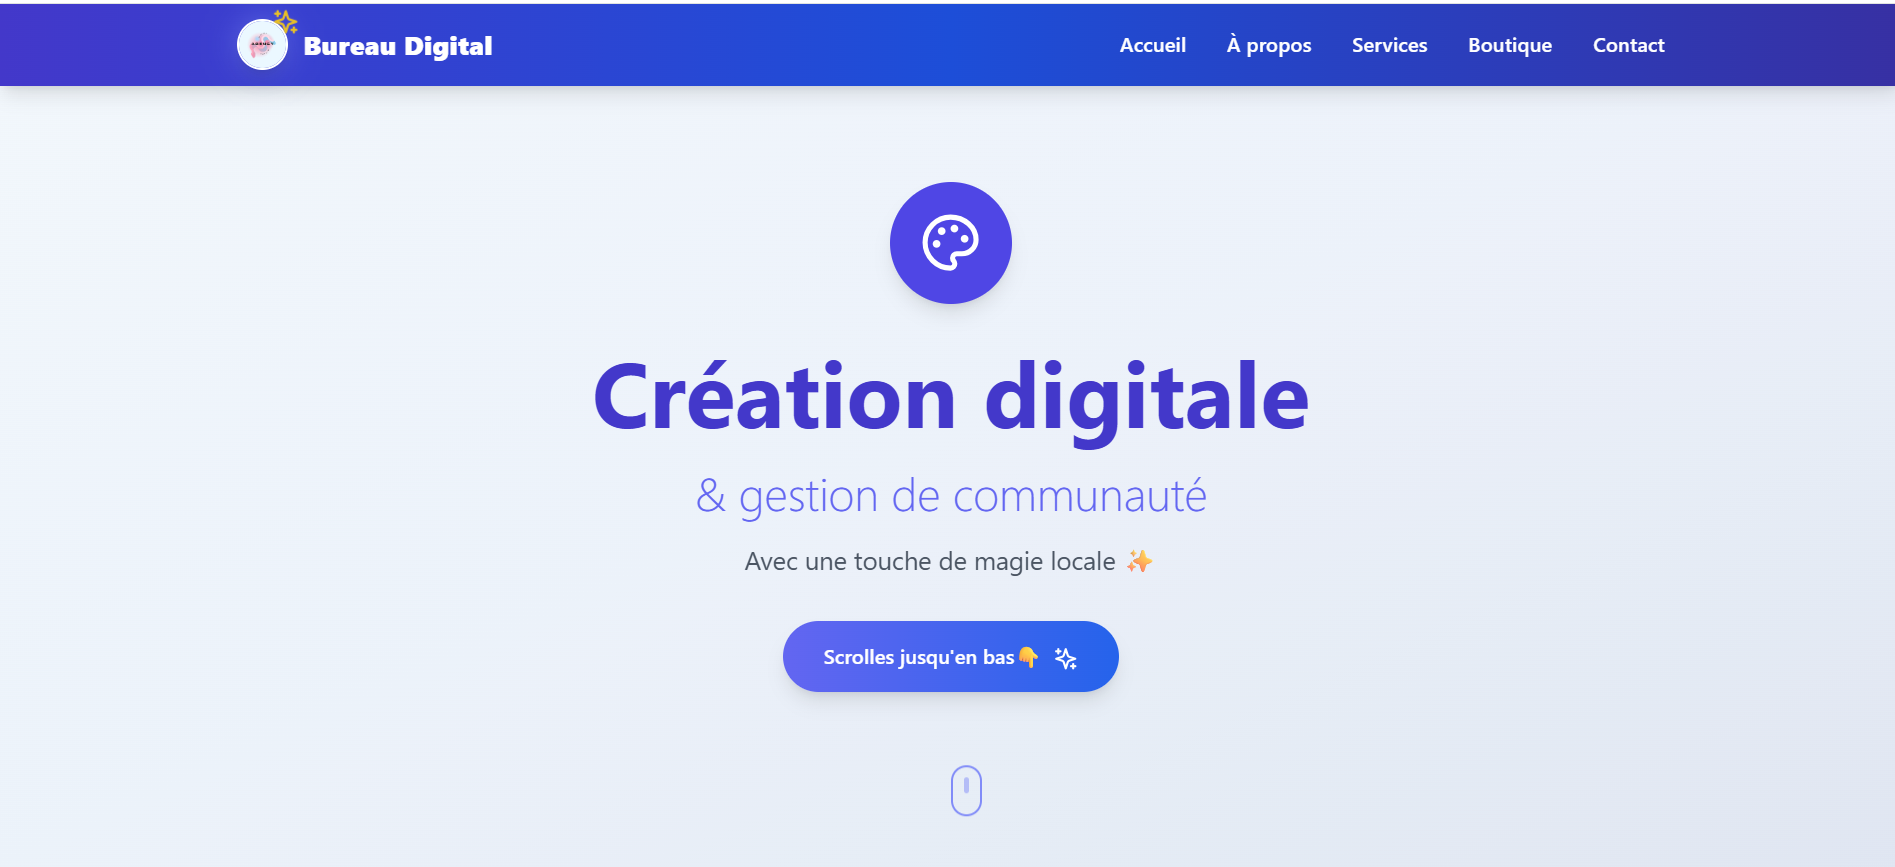 Bureau Digital
Accueil À propos Services Boutique Contact
Création digitale
& gestion de communauté
Avec une touche de magie locale ✨
Scrolles jusqu'en bas👇